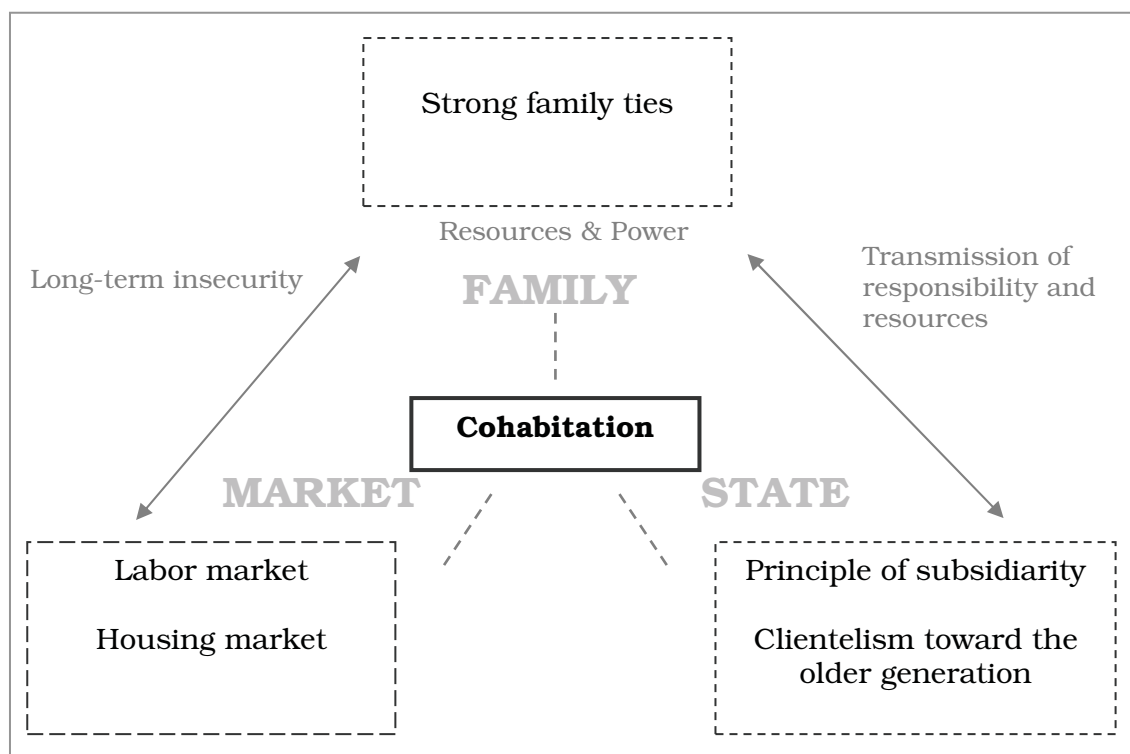 Strong family ties
Resources & Power
Long-term insecurity
Transmission of
responsibility and
resources
FAMILY
Cohabitation
MARKET
STATE
Labor market
Housing market
Principle of subsidiarity
Clientelism toward the
older generation